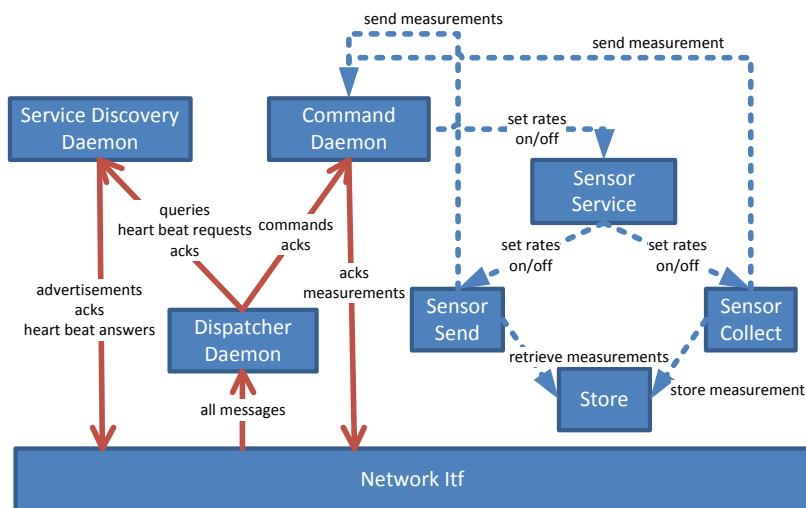 send measurements
send measurement
Service Discovery
Daemon
Command
Daemon
set rates
on/off
Sensor
Service
queries
heart beat requests
acks
commands
acks
set rates
on/off
set rates
on/off
advertisements
acks
heart beat answers
acks
measurements
Dispatcher
Daemon
Sensor
Send
Sensor
Collect
retrieve measurements
Store
store measurement
all messages
Network Itf